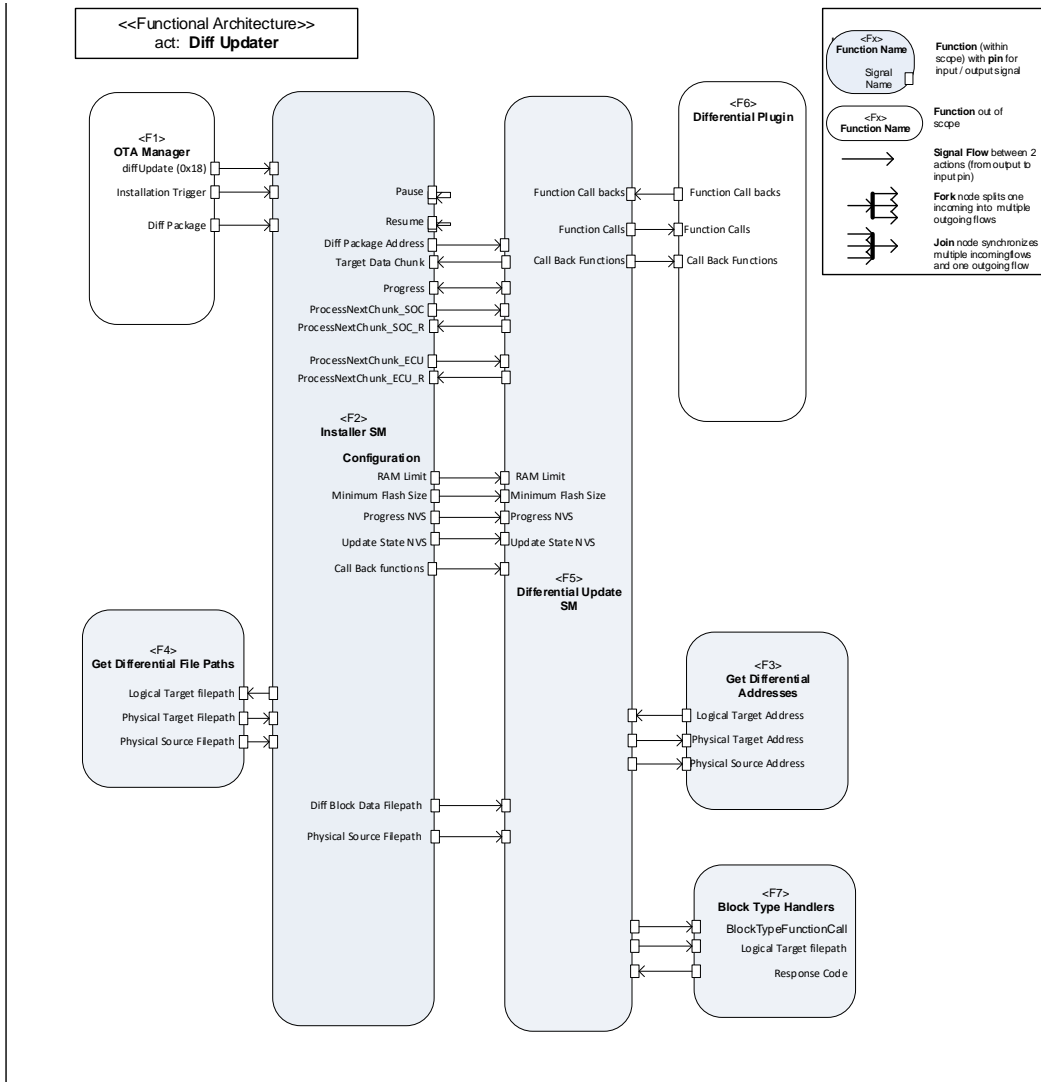 <<Functional Architecture>>
act: Diff Updater
<Fx>
Function Name
Signal
Name
Function (within
scope) with pin for
input / output signal
<Fx>
Function Name
Function out of
scope
Signal Flow between 2
actions (from output to
input pin)
Fork node splits one
incoming into multiple
outgoing flows
Join node synchronizes
multiple incoming flows
and one outgoing flow
<F1>
OTA Manager
diffUpdate (0x18)
Installation Trigger
Diff Package
Pause
Resume
Diff Package Address
Target Data Chunk
Progress
ProcessNextChunk_SOC
ProcessNextChunk_SOC_R
ProcessNextChunk_ECU
ProcessNextChunk_ECU_R
<F2>
Installer SM
Configuration
RAM Limit
Minimum Flash Size
Progress NVS
Update State NVS
Call Back functions
Diff Block Data Filepath
Physical Source Filepath
Function Call backs
Function Calls
Call Back Functions
RAM Limit
Minimum Flash Size
Progress NVS
Update State NVS
<F5>
Differential Update
SM
<F6>
Differential Plugin
Function Call backs
Function Calls
Call Back Functions
<F4>
Get Differential File Paths
Logical Target filepath
Physical Target Filepath
Physical Source Filepath
<F3>
Get Differential
Addresses
Logical Target Address
Physical Target Address
Physical Source Address
<F7>
Block Type Handlers
BlockTypeFunctionCall
Logical Target filepath
Response Code